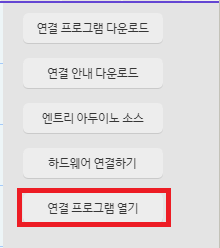 연결 프로그램 다운로드
연결 안내 다운로드
엔트리 아두이노 소스
하드웨어 연결하기
연결 프로그램 열기